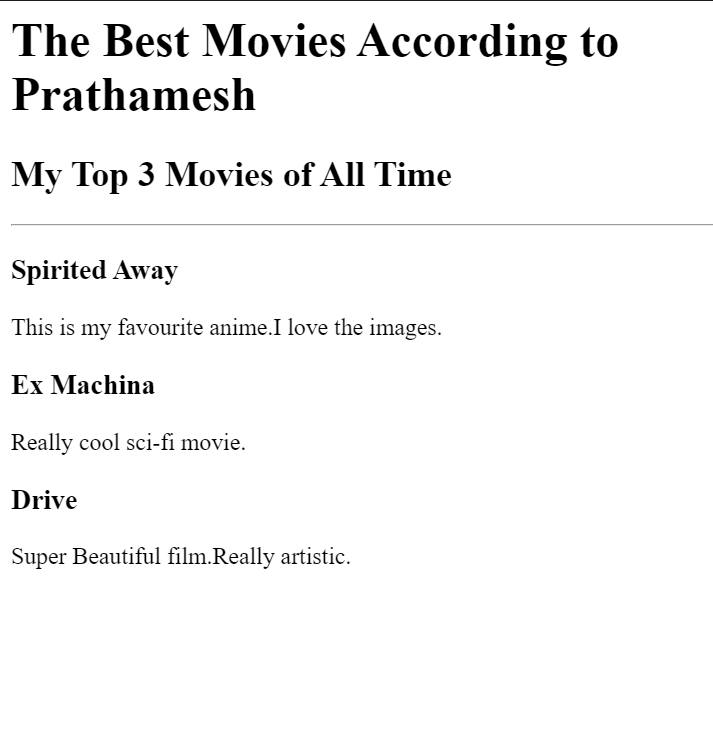 The Best Movies According to
Prathamesh
My Top 3 Movies of All Time
Spirited Away
This is my favourite anime.I love the images.
Ex Machina
Really cool sci-fi movie.
Drive
Super Beautiful film.Really artistic.